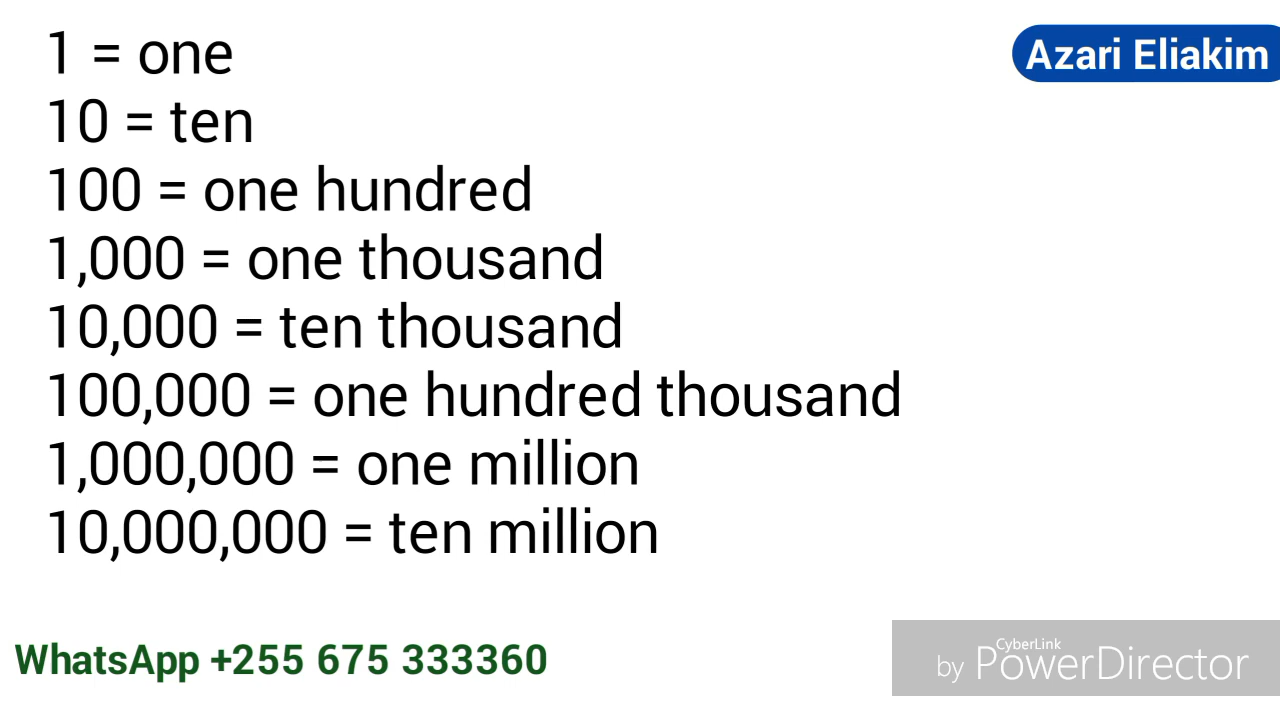 1 = one
Azari Eliakim
10 = ten
100 = one hundred
1,000 = one thousand
10,000 = ten thousand
100,000 = one hundred thousand
1,000,000 = one million
10,000,000 = ten million
WhatsApp +255 675 333360
CyberLink
by PowerDirector